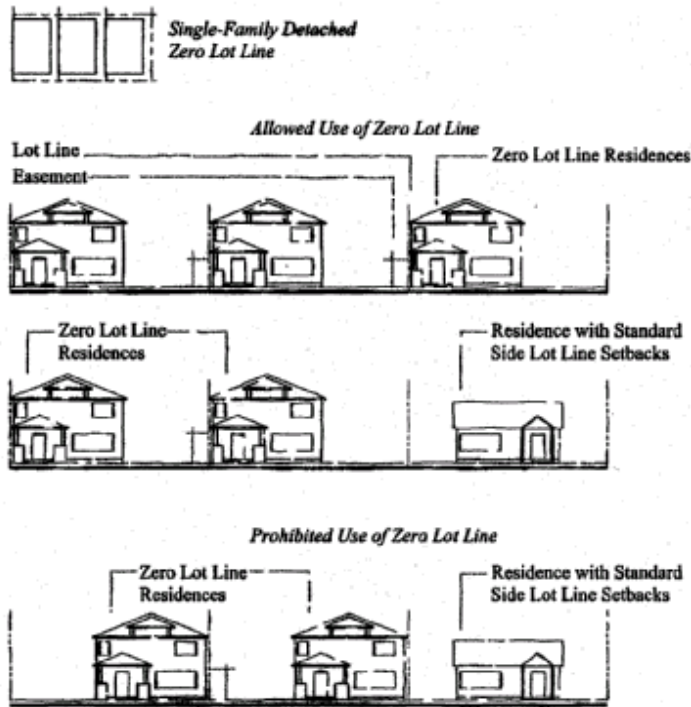 Single-Family Detached
Zero Lot Line
Allowed Use of Zero Lot Line
Lot Line
Zero Lot Line Residences
Easement
Zero Lot Line
Residences
Residence with Standard
Side Lot Line Setbacks
Prohibited Use of Zero Lot Line
Zero Lot Line
Residences
Residence with Standard
Side Lot Line Setbacks